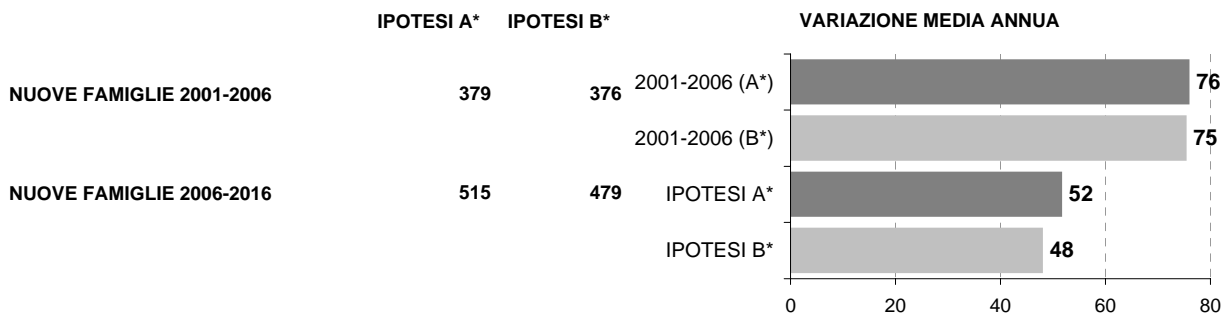 IPOTESI A* IPOTESI B* VARIAZIONE MEDIA ANNUA
NUOVE FAMIGLIE 2001-2006 379 376
NUOVE FAMIGLIE 2006-2016 515 479
2001-2006 (A*) 76
2001-2006 (B*) 75
IPOTESI A* 52
IPOTESI B* 48
0 20 40 60 80